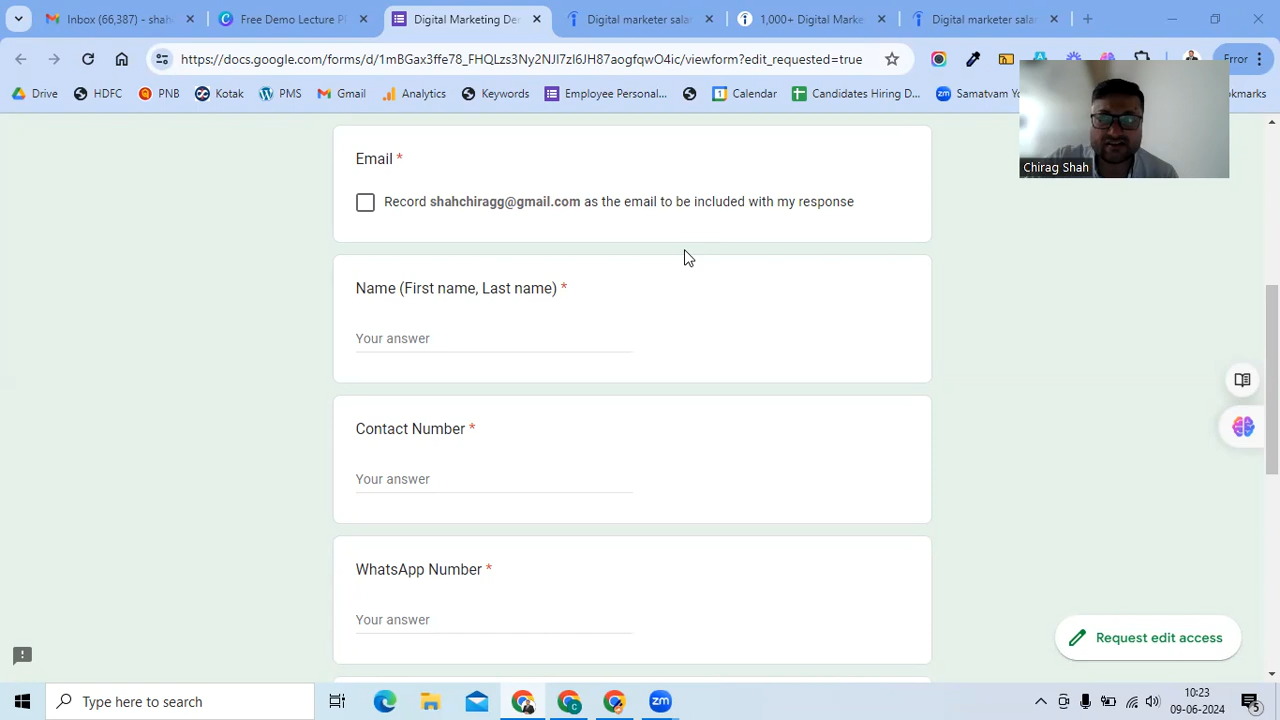 Inbox (66,387) - shah
Free Demo Lecture P
Digital Marketing De
Digital marketer sala
1,000+ Digital Marke
Digital marketer sala
https://docs.google.com/forms/d/1mBGax3ffe78_FHQLzs3Ny2NJI7zI6JH87aogfqwO4ic/viewform?edit_requested=true
Error
Drive
HDFC
PNB
Kotak
PMS
Gmail
Analytics
Keywords
Employee Personal...
Calendar
Candidates Hiring D...
Samatvam Yo
okmarks
Chirag Shah
Email *
Record shahchiragg@gmail.com as the email to be included with my response
Name (First name, Last name) *
Your answer
Contact Number *
Your answer
WhatsApp Number *
Your answer
Request edit access
Type here to search
10:23
09-06-2024
5